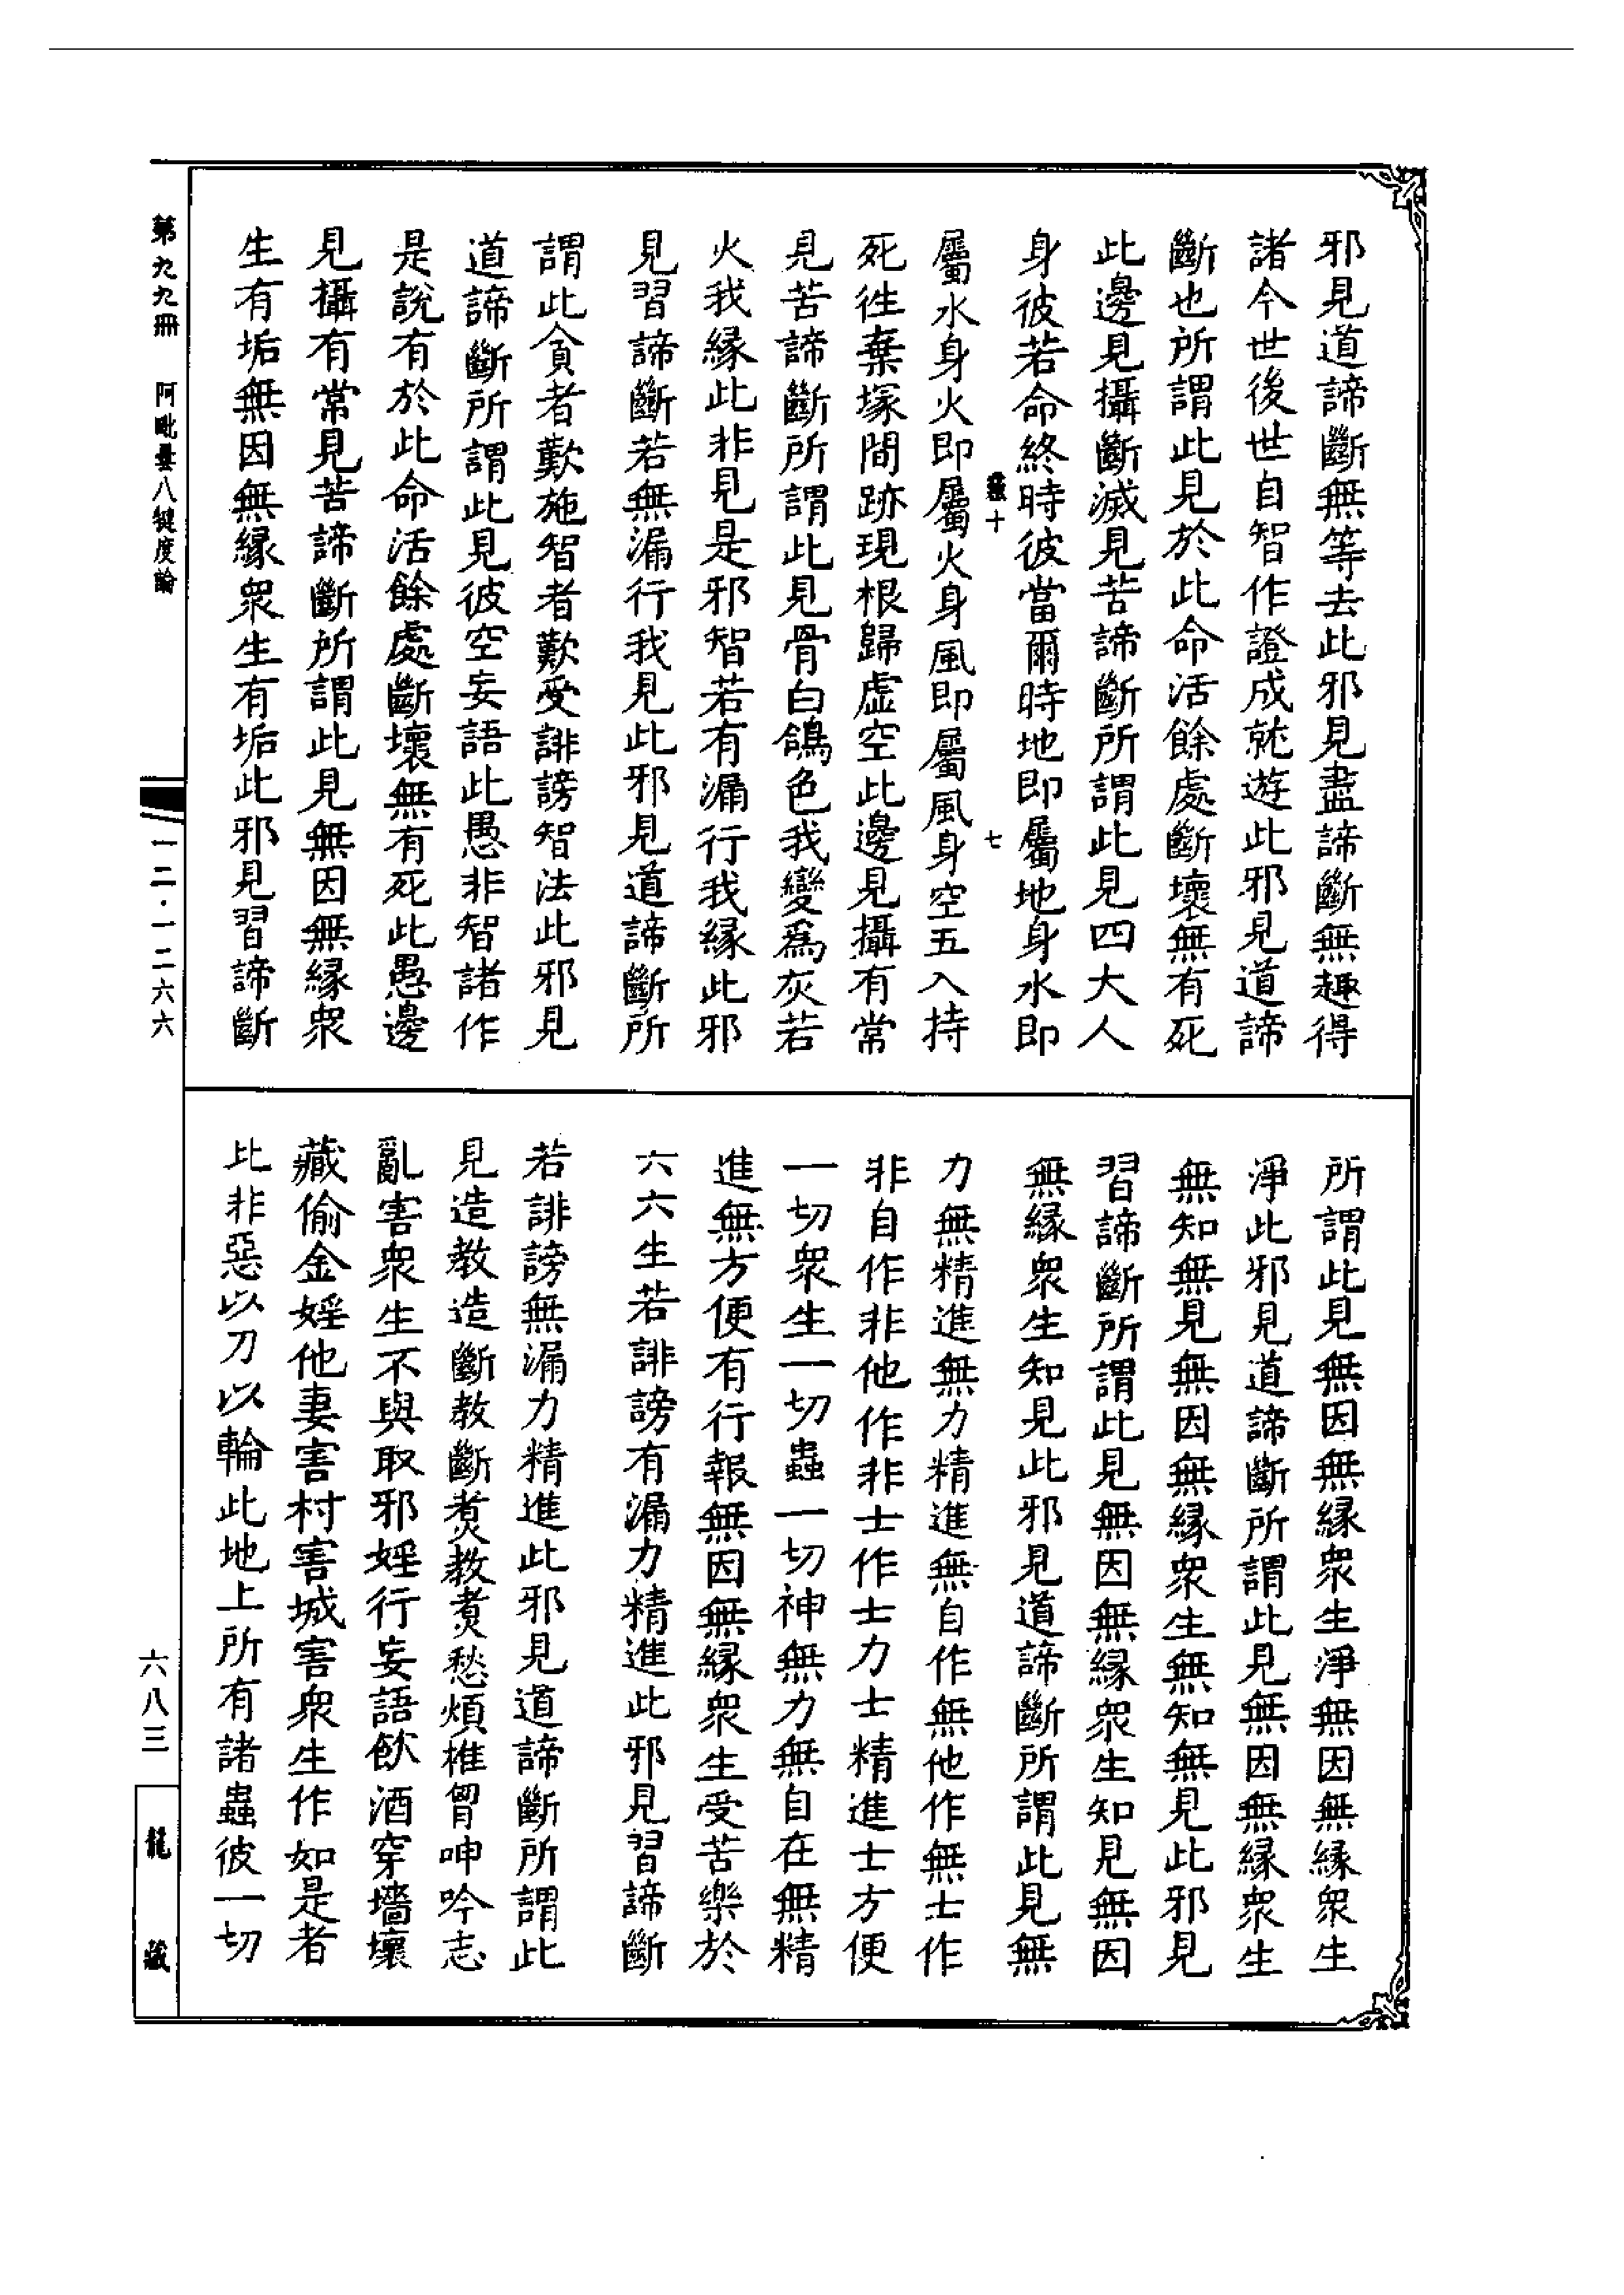 邪見道諦斷無等去此邪見盡諦斷無趣得
諸今世後世自智作證成就遊此邪見道諦
斷也所謂此見於此命活餘處斷壞無有死
此邊見攝斷滅見苦諦斷所謂此見四大人
身彼若命終時彼當爾時地即屬地身水即
十 七
屬水身火即屬火身風即屬風身空五入持
死徃棄塚間跡現根歸虛空此邊見攝有常
見苦諦斷所謂此見骨白鴿色我變為灰若
火我緣此非見是邪智若有漏行我緣此邪
見習諦斷若無漏行我見此邪見道諦斷所
謂此貪者歎施智者歎受誹謗智法此邪見
道諦斷所謂此見彼空妄語此愚非智諸作
是說有於此命活餘處斷壞無有死此愚邊
見攝有常見苦諦斷所謂此見無因無緣衆
生有垢無因無緣衆生有垢此邪見習諦斷
所謂此見無因無緣衆生淨無因無緣衆生
淨此邪見道諦斷所謂此見無因無緣衆生
無知無見無因無緣衆生無知無見此邪見
習諦斷所謂此見無因無緣衆生知見無因
無緣衆生知見此邪見道諦斷所謂此見無
力無精進無力精進無自作無他作無士作
非自作非他作非士作士力士精進士方便
一切衆生一切蟲一切神無力無自在無精
進無方便有行報無因無緣衆生受苦樂於
六六生若誹謗有漏力精進此邪見習諦斷
若誹謗無漏力精進此邪見道諦斷所謂此
見造教造斷教斷煑教煑愁煩椎胷呻吟志
亂害衆生不與取邪婬行妄語飲酒穿墻壞
藏偷金婬他妻害村害城害衆生作如是者
此非惡以刀以輪此地上所有諸蟲彼一切
第九九冊 阿毗曇八犍度論
一二·一二六六
六八三
龍藏